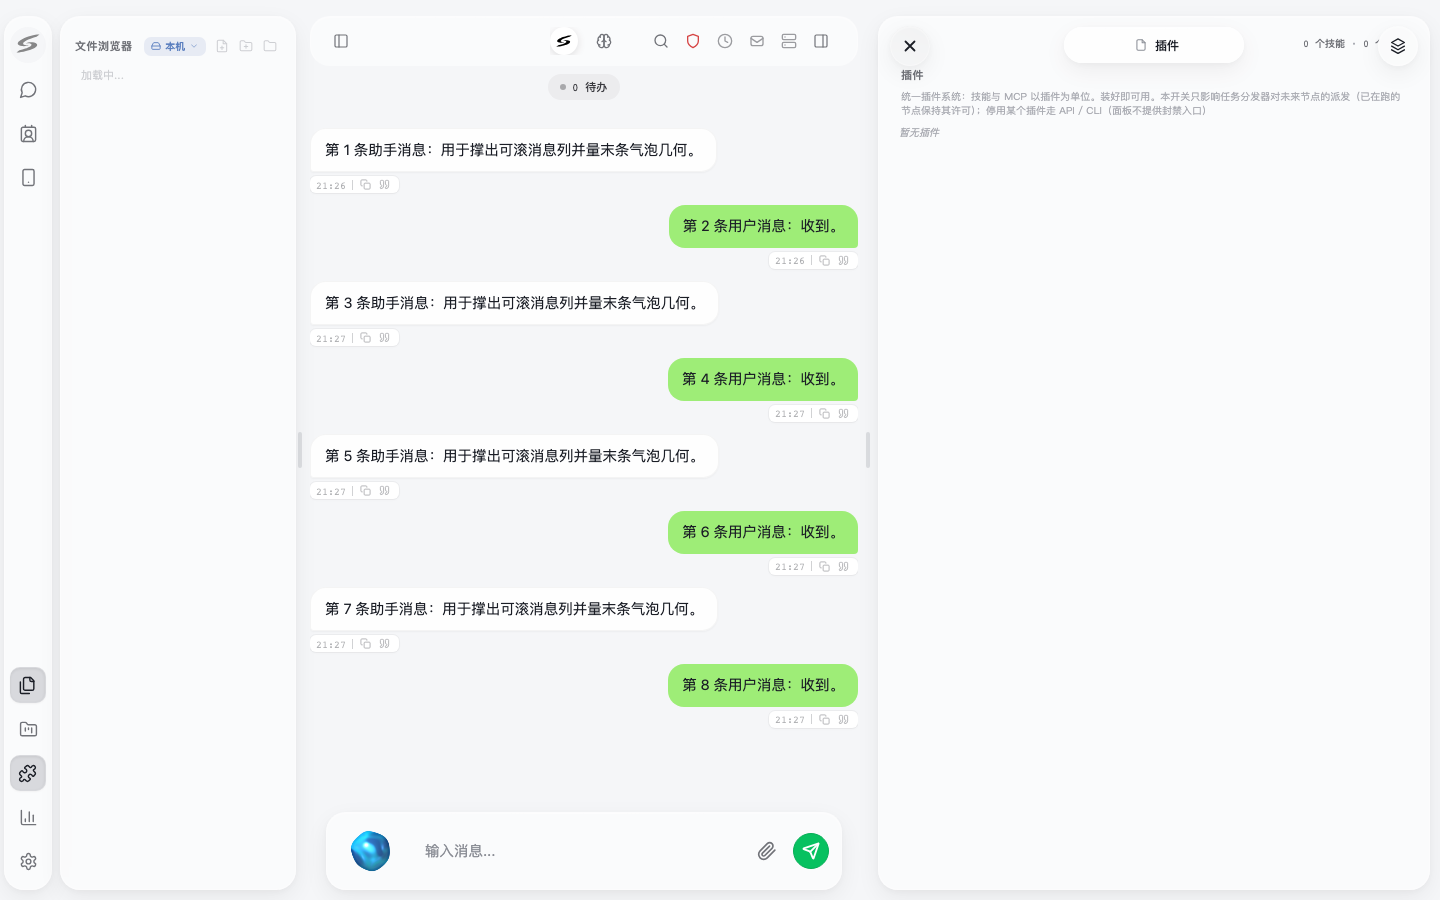 文件浏览器
本机
加载中...
0 待办
第 1 条助手消息：用于撑出可滚消息列并量末条气泡几何。
21:26
第 2 条用户消息：收到。
21:26
第 3 条助手消息：用于撑出可滚消息列并量末条气泡几何。
21:27
第 4 条用户消息：收到。
21:27
第 5 条助手消息：用于撑出可滚消息列并量末条气泡几何。
21:27
第 6 条用户消息：收到。
21:27
第 7 条助手消息：用于撑出可滚消息列并量末条气泡几何。
21:27
第 8 条用户消息：收到。
21:27
输入消息...
插件
0 个技能 · 0
插件
统一插件系统：技能与 MCP 以插件为单位。装好即可用。本开关只影响任务分发器对未来节点的派发（已在跑的
节点保持其许可）；停用某个插件走 API / CLI（面板不提供封禁入口）
暂无插件